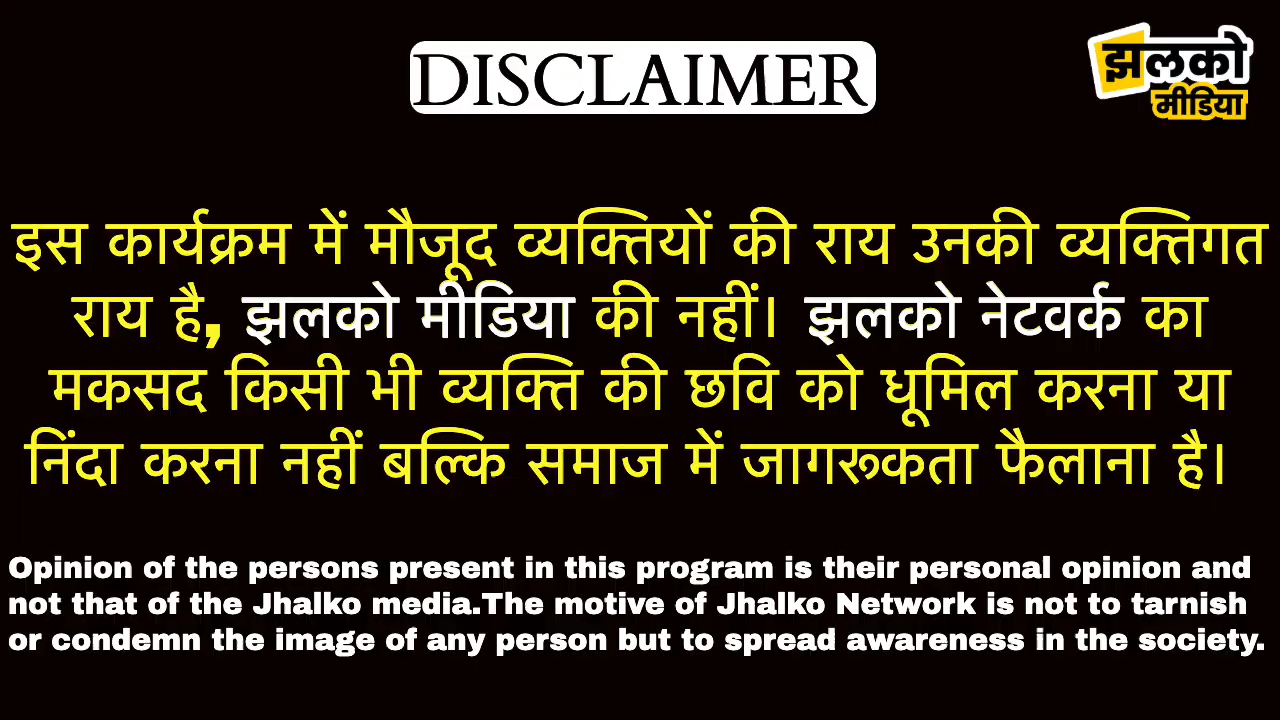 DISCLAIMER
झलको
मीडिया
इस कार्यक्रम में मौजूद व्यक्तियों की राय उनकी व्यक्तिगत
राय है, झलको मीडिया की नहीं। झलको नेटवर्क का
मकसद किसी भी व्यक्ति की छवि को धूमिल करना या
निंदा करना नहीं बल्कि समाज में जागरूकता फैलाना है।
Opinion of the persons present in this program is their personal opinion and
not that of the Jhalko media.The motive of Jhalko Network is not to tarnish
or condemn the image of any person but to spread awareness in the society.